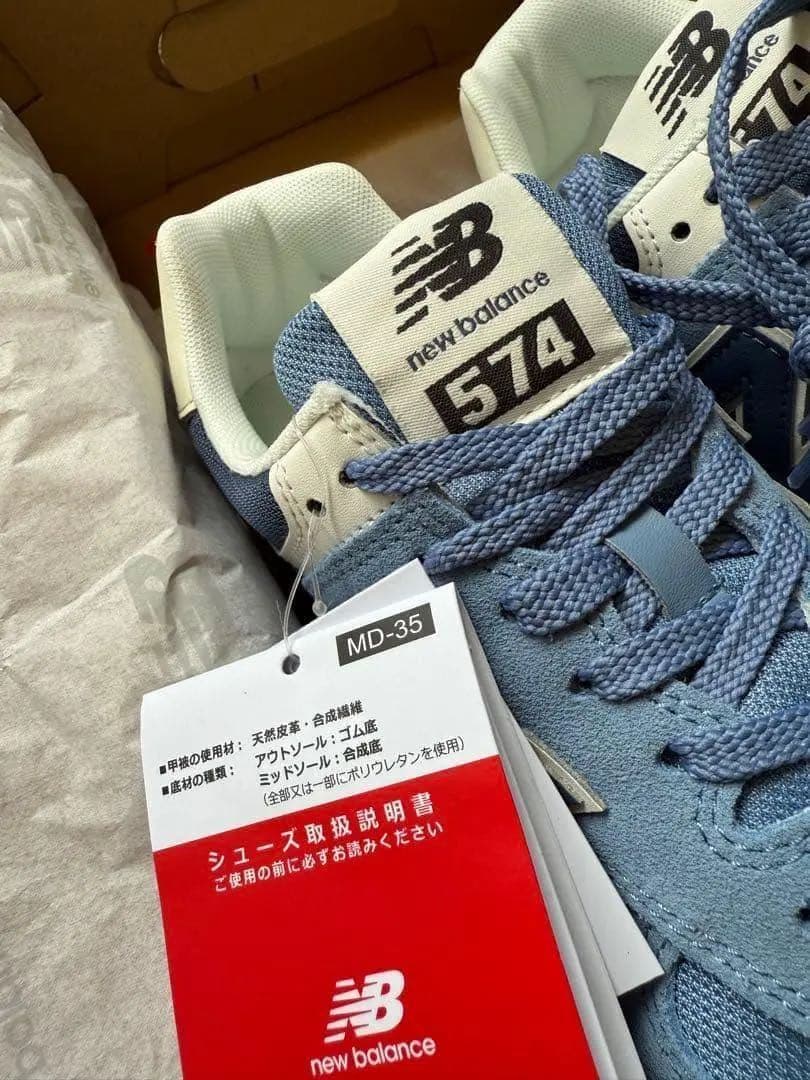 new balance
574
nce
574
MD-35
■甲被の使用材： 天然皮革・合成繊維
■底材の種類： アウトソール：ゴム底
ミッドソール：合成底
（全部又は一部にポリウレタンを使用）
シューズ取扱説明書
ご使用の前に必ずお読みください
NB
new balance